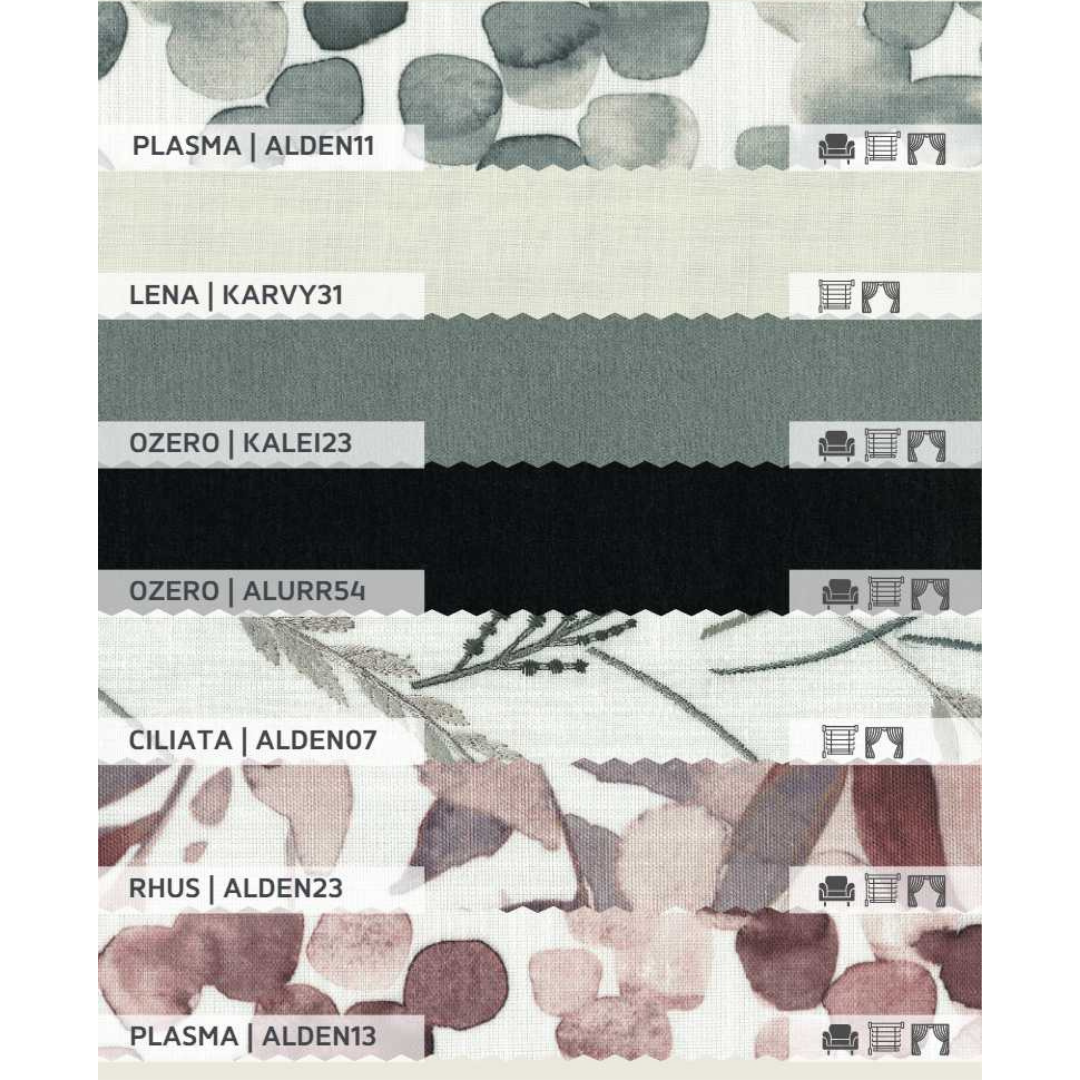 PLASMA | ALDEN11
LENA | KARVY31
OZERO | KALEI23
OZERO | ALURR54
CILIATA | ALDEN07
RHUS | ALDEN23
PLASMA | ALDEN13